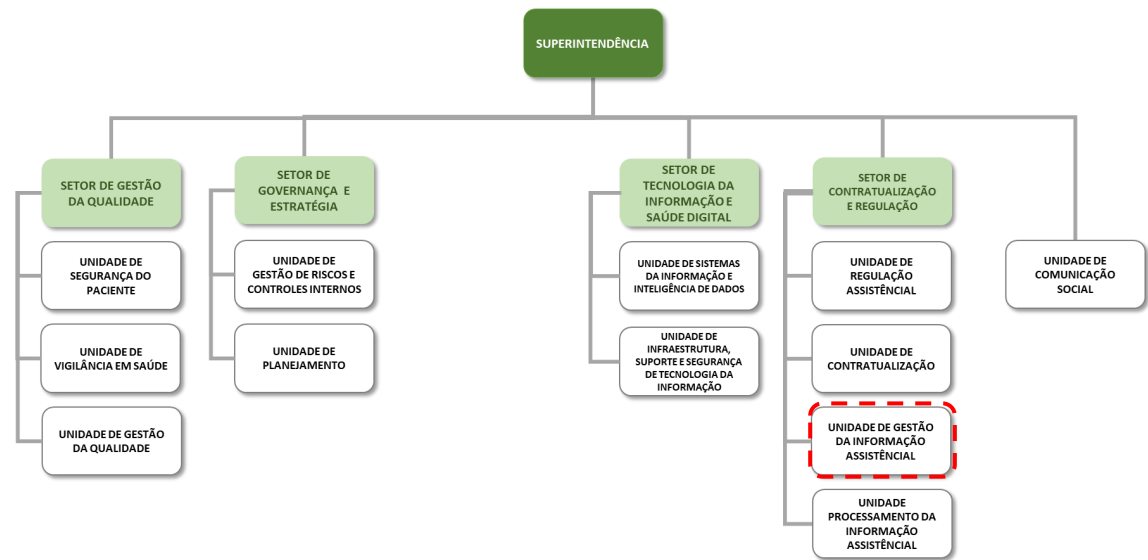 SUPERINTENDÊNCIA
SETOR DE GESTÃO
DA QUALIDADE
UNIDADE DE
SEGURANÇA DO
PACIENTE
UNIDADE DE
VIGILÂNCIA EM SAÚDE
UNIDADE DE GESTÃO
DA QUALIDADE
SETOR DE
GOVERNANÇA E
ESTRATÉGIA
UNIDADE DE
GESTÃO DE RISCOS E
CONTROLES INTERNOS
UNIDADE DE
PLANEJAMENTO
SETOR DE
TECNOLOGIA DA
INFORMAÇÃO E
SAÚDE DIGITAL
UNIDADE DE SISTEMAS
DA INFORMAÇÃO E
INTELIGÊNCIA DE DADOS
UNIDADE DE
INFRAESTRUTURA,
SUPORTE E SEGURANÇA
DE TECNOLOGIA DA
INFORMAÇÃO
SETOR DE
CONTRATUALIZAÇÃO
E REGULAÇÃO
UNIDADE DE
REGULAÇÃO
ASSISTÊNCIAL
UNIDADE DE
CONTRATUALIZAÇÃO
UNIDADE DE GESTÃO
DA INFORMAÇÃO
ASSISTÊNCIAL
UNIDADE
PROCESSAMENTO DA
INFORMAÇÃO
ASSISTÊNCIAL
UNIDADE DE
COMUNICAÇÃO
SOCIAL